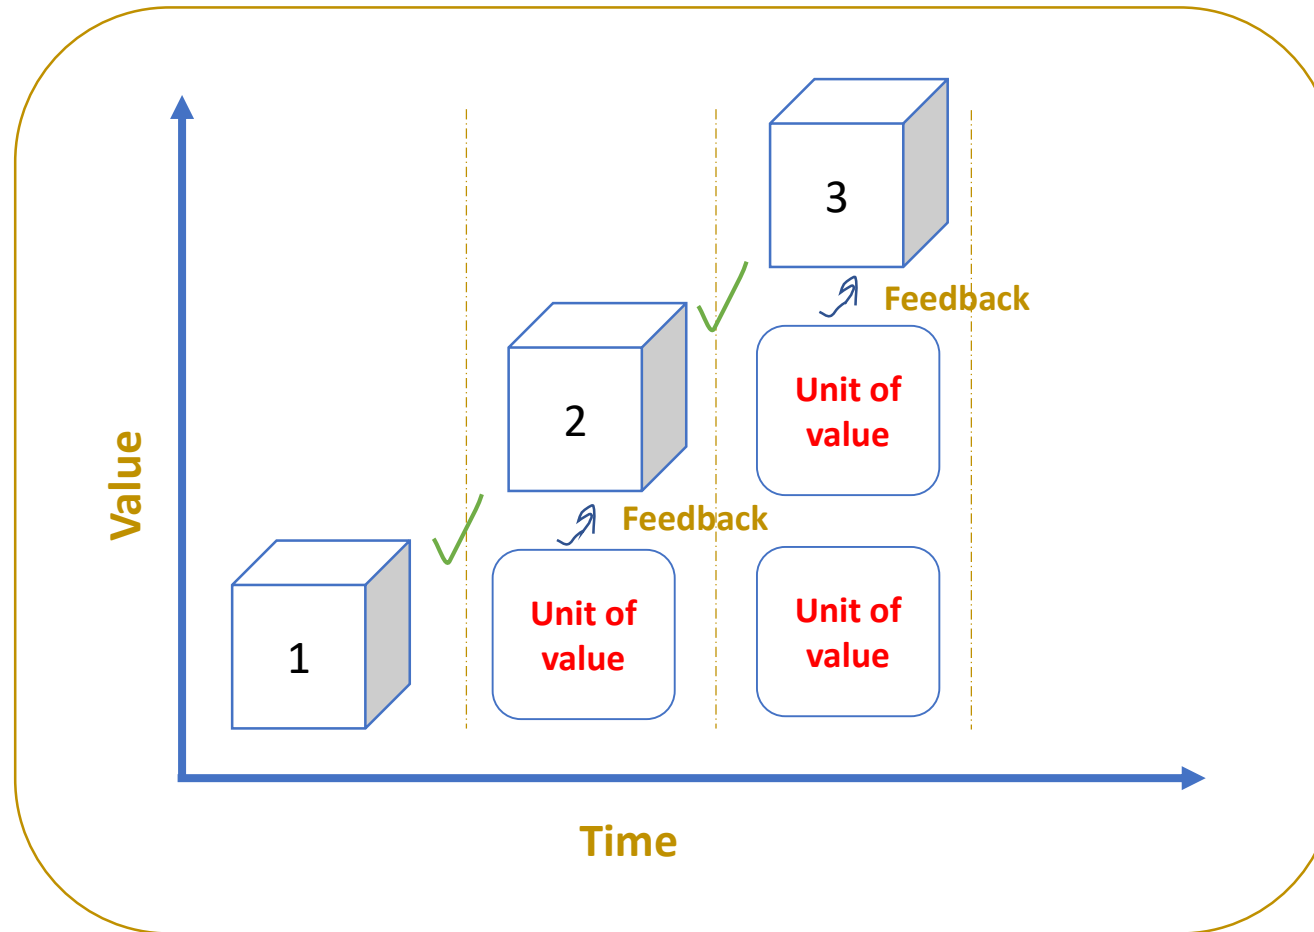 3
Feedback
Unit of
value
2
Feedback
Value
1
Unit of
value
Unit of
value
Time